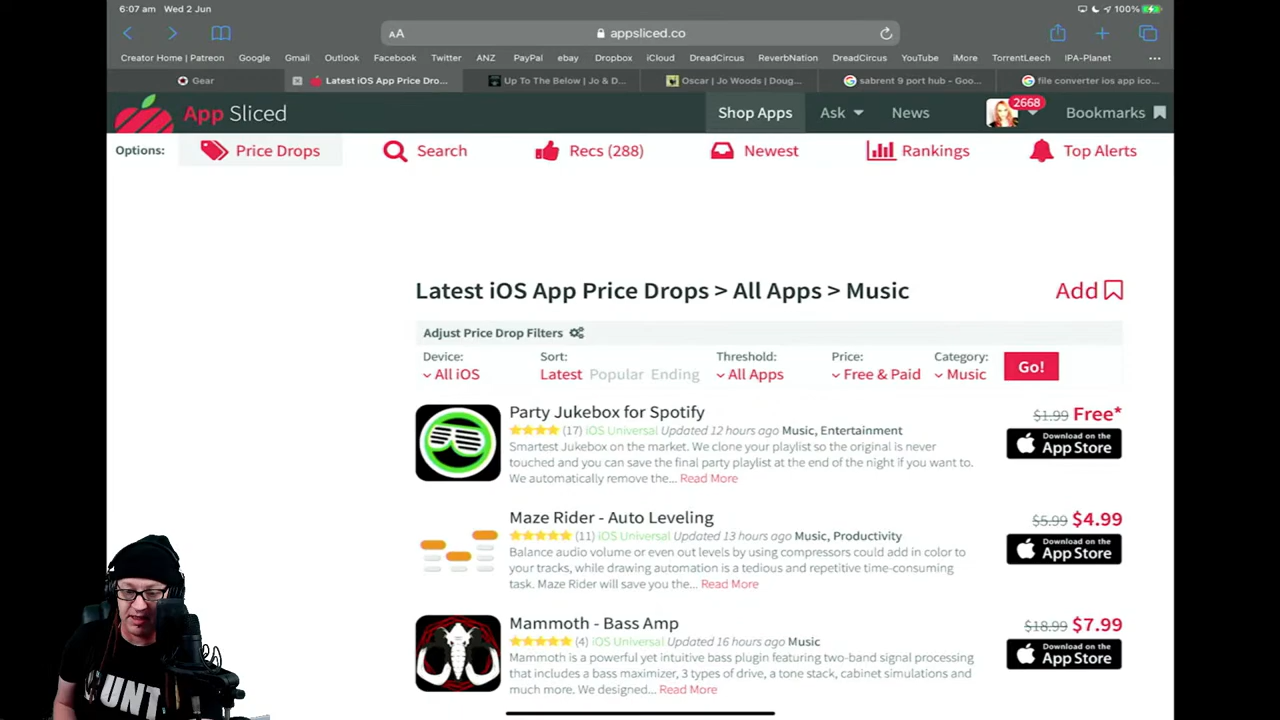 6:07 am Wed 2 Jun
100%
AA
appsliced.co
Creator Home | Patreon Google Gmail Outlook Facebook Twitter ANZ PayPal ebay Dropbox iCloud DreadCircus ReverbNation DreadCircus YouTube iMore TorrentLeech IPA-Planet
Gear Latest iOS App Price Dro... Up To The Below | Jo & D... Oscar | Jo Woods | Doug... sabrent 9 port hub - Goo... file converter ios app ico...
App Sliced Shop Apps Ask News 2668 Bookmarks
Options: Price Drops Search Recs (288) Newest Rankings Top Alerts
Latest iOS App Price Drops > All Apps > Music Add
Adjust Price Drop Filters
Device: Sort: Threshold: Price: Category:
All iOS Latest Popular Ending All Apps Free & Paid Music Go!
Party Jukebox for Spotify $1.99 Free*
(17) iOS Universal Updated 12 hours ago Music, Entertainment
Smartest Jukebox on the market. We clone your playlist so the original is never
touched and you can save the final party playlist at the end of the night if you want to.
We automatically remove the... Read More
Download on the
App Store
Maze Rider - Auto Leveling $5.99 $4.99
(11) iOS Universal Updated 13 hours ago Music, Productivity
Balance audio volume or even out levels by using compressors could add in color to
your tracks, while drawing automation is a tedious and repetitive time-consuming
task. Maze Rider will save you the... Read More
Download on the
App Store
Mammoth - Bass Amp $18.99 $7.99
(4) iOS Universal Updated 16 hours ago Music
Mammoth is a powerful yet intuitive bass plugin featuring two-band signal processing
that includes a bass maximizer, 3 types of drive, a tone stack, cabinet simulations and
much more. We designed... Read More
Download on the
App Store
UNT